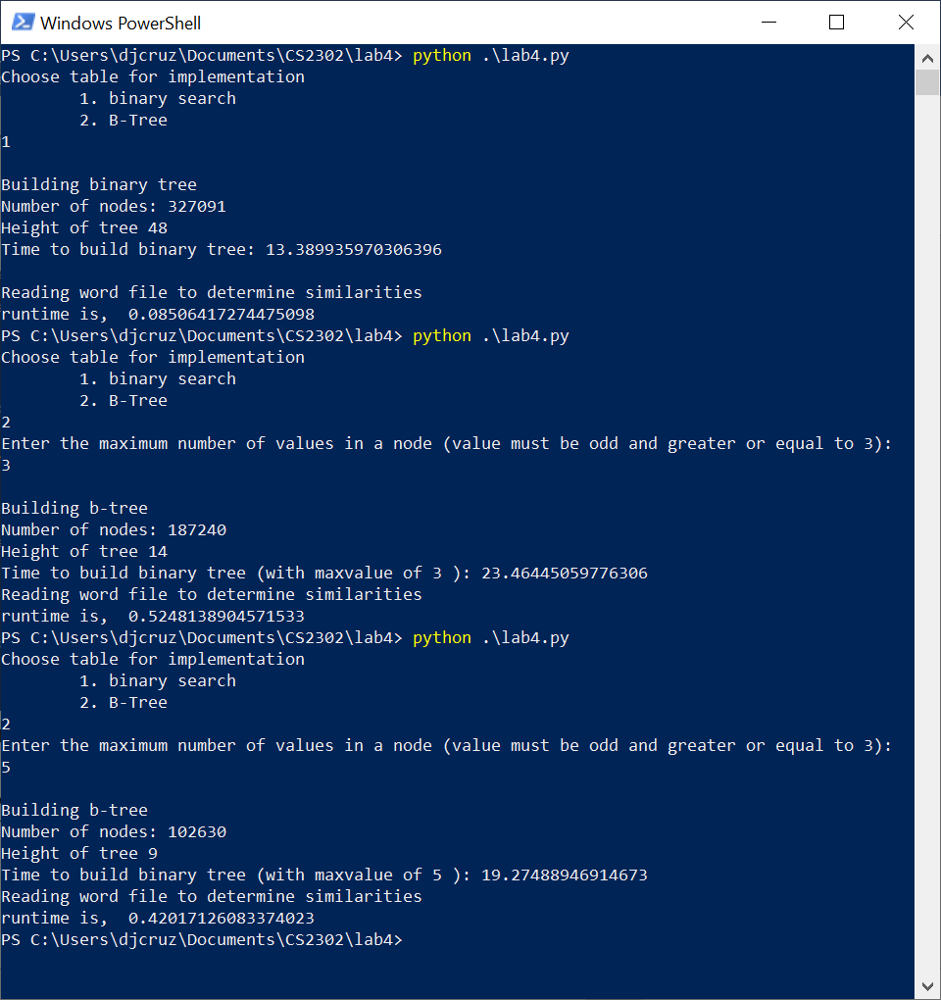 Windows PowerShell
PS C:\Users\djcruz\Documents\CS2302\lab4> python .\lab4.py
Choose table for implementation
        1. binary search
        2. B-Tree
1

Building binary tree
Number of nodes: 327091
Height of tree 48
Time to build binary tree: 13.389935970306396

Reading word file to determine similarities
runtime is,  0.08506417274475098
PS C:\Users\djcruz\Documents\CS2302\lab4> python .\lab4.py
Choose table for implementation
        1. binary search
        2. B-Tree
2
Enter the maximum number of values in a node (value must be odd and greater or equal to 3):
3

Building b-tree
Number of nodes: 187240
Height of tree 14
Time to build binary tree (with maxvalue of 3 ): 23.46445059776306
Reading word file to determine similarities
runtime is,  0.5248138904571533
PS C:\Users\djcruz\Documents\CS2302\lab4> python .\lab4.py
Choose table for implementation
        1. binary search
        2. B-Tree
2
Enter the maximum number of values in a node (value must be odd and greater or equal to 3):
5

Building b-tree
Number of nodes: 102630
Height of tree 9
Time to build binary tree (with maxvalue of 5 ): 19.27488946914673
Reading word file to determine similarities
runtime is,  0.42017126083374023
PS C:\Users\djcruz\Documents\CS2302\lab4>